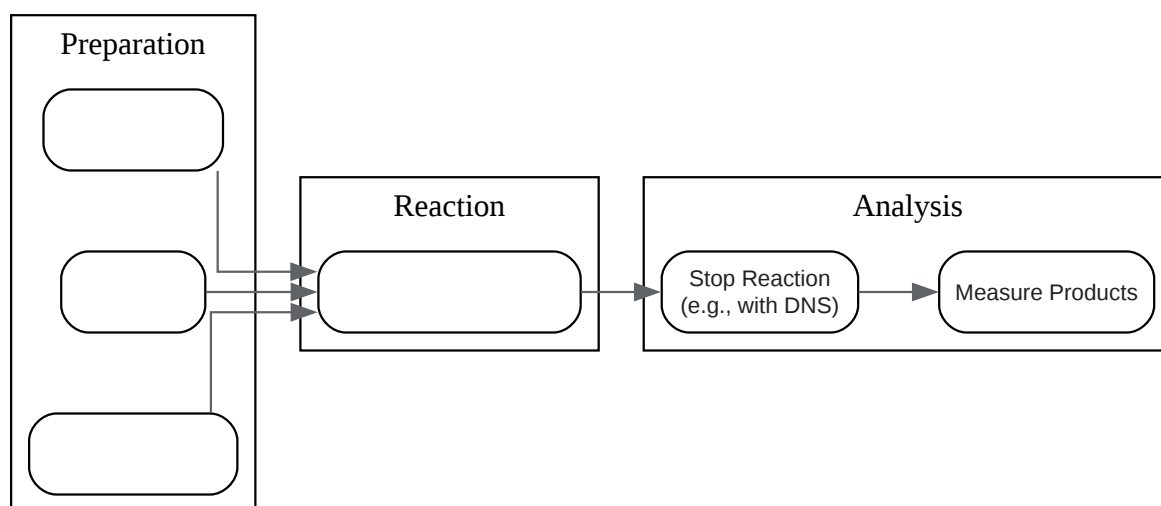 Preparation
Reaction
Analysis
Stop Reaction
(e.g., with DNS)
Measure Products